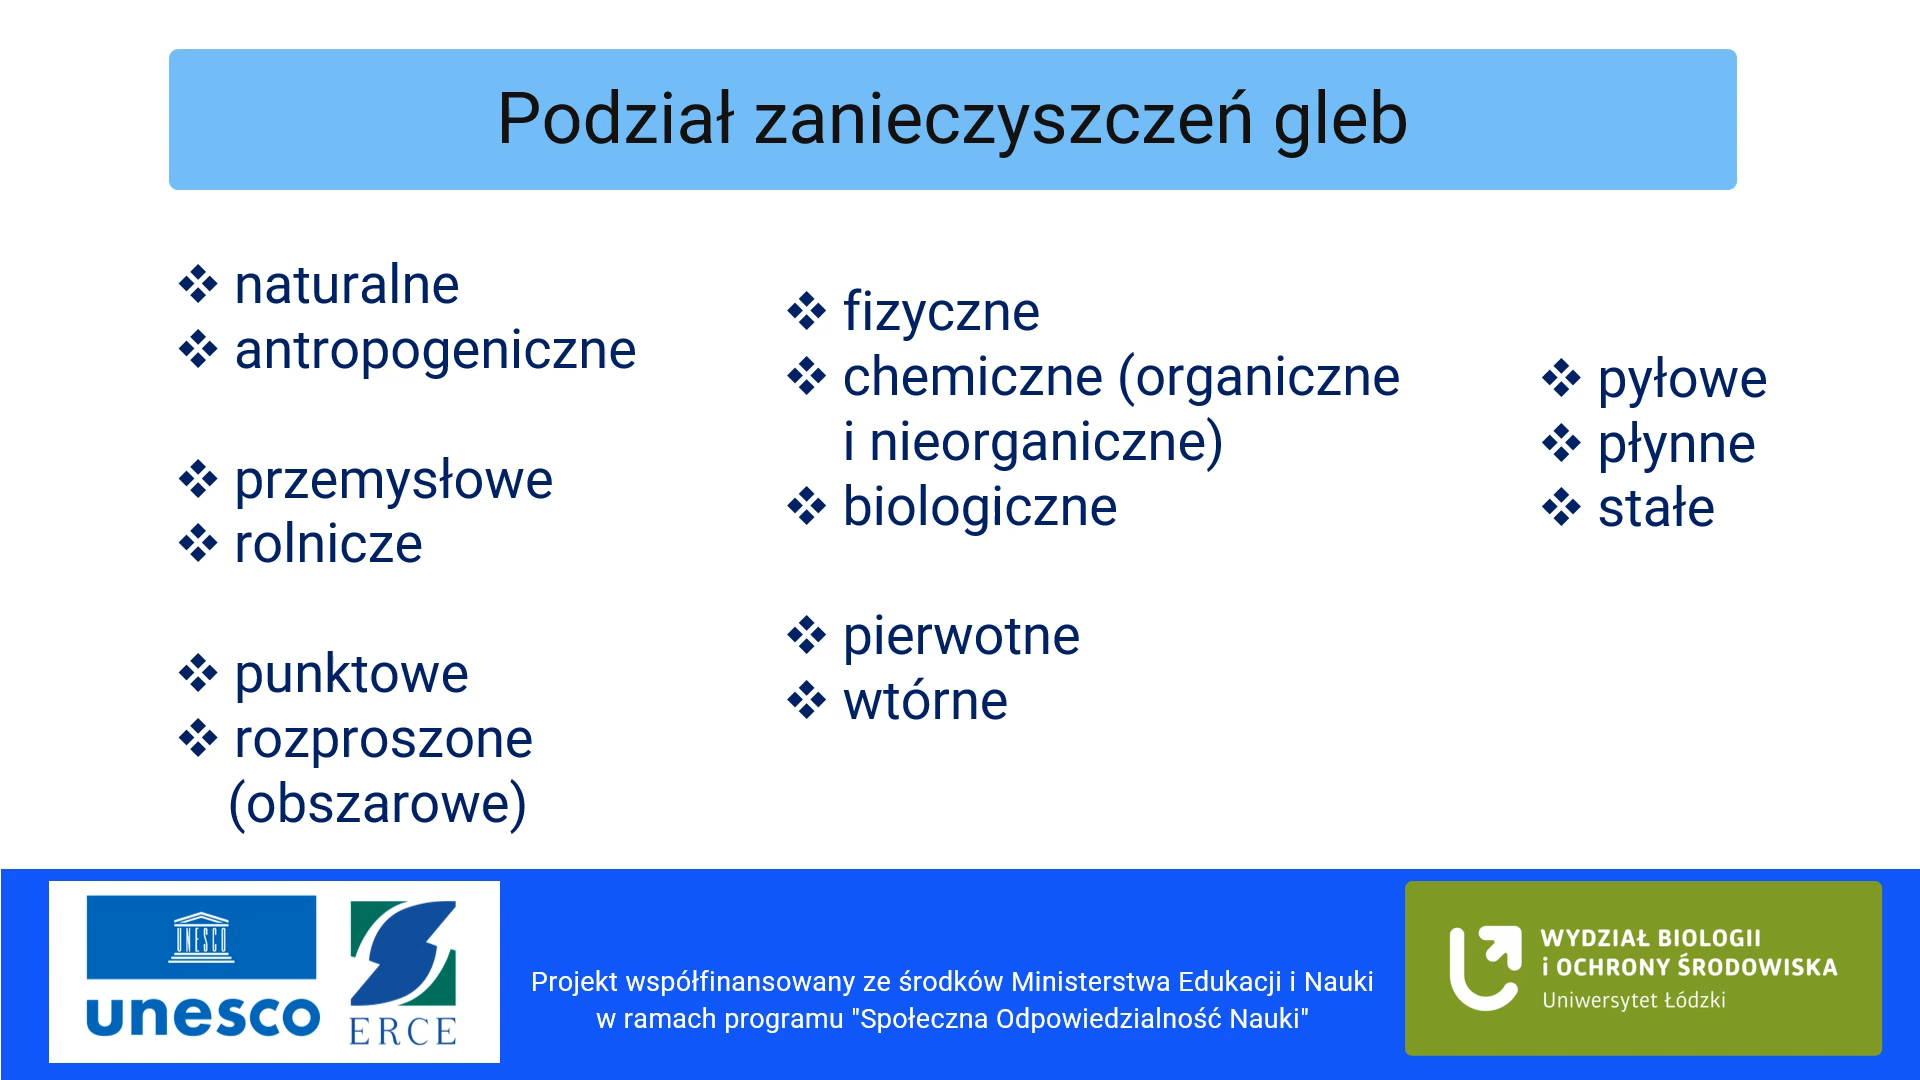 Podział zanieczyszczeń gleb
❖ naturalne
❖ antropogeniczne
❖ przemysłowe
❖ rolnicze
❖ punktowe
❖ rozproszone
(obszarowe)
❖ fizyczne
❖ chemiczne (organiczne
i nieorganiczne)
❖ biologiczne
❖ pierwotne
❖ wtórne
❖ pyłowe
❖ płynne
❖ stałe
UNESCO
unesco
ERCE
Projekt współfinansowany ze środków Ministerstwa Edukacji i Nauki
w ramach programu "Społeczna Odpowiedzialność Nauki"
WYDZIAŁ BIOLOGII
i OCHRONY ŚRODOWISKA
Uniwersytet Łódzki